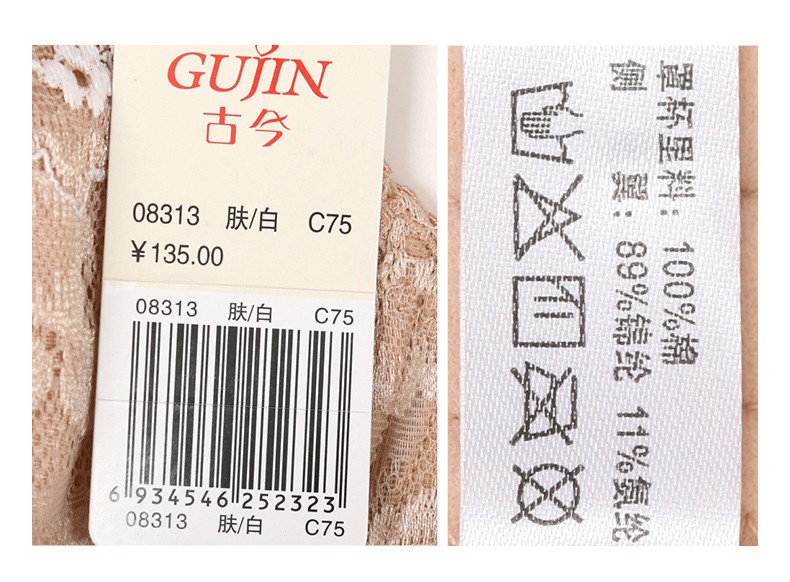 GUJIN
古今
08313 肤/白 C75
¥135.00
08313 肤/白 C75
6 934546 252323
08313 肤/白 C75
罩杯里料：100%棉
侧 翼：89%锦纶 11%氨纶